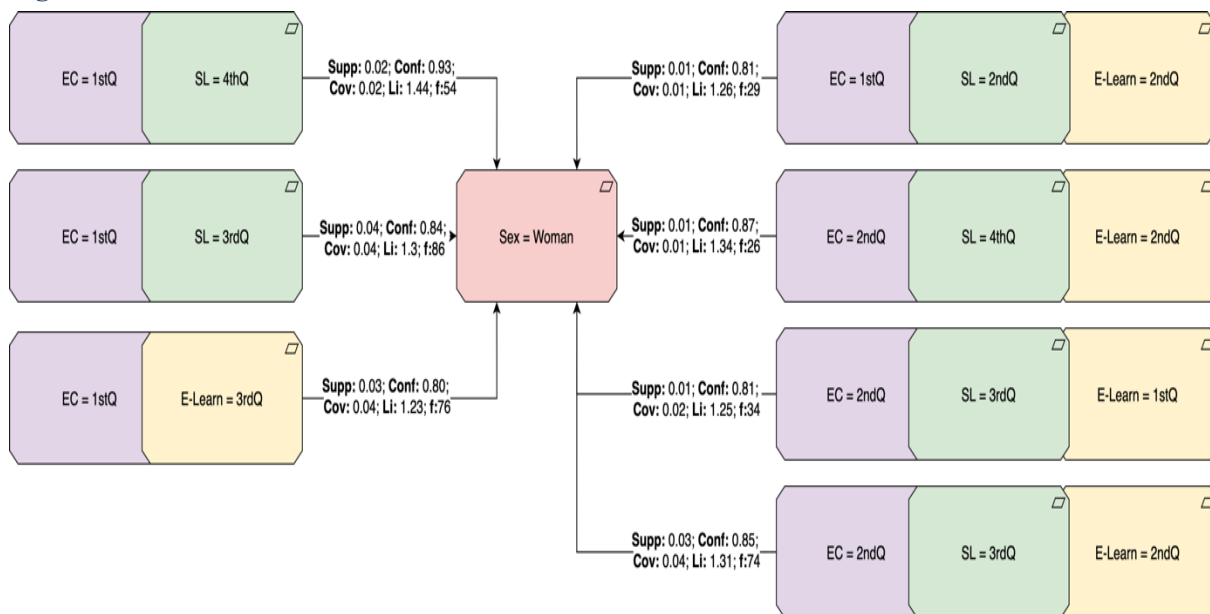 EC = 1stQ
SL = 4thQ
Supp: 0.02; Conf: 0.93;
Cov: 0.02; Li: 1.44; f:54
Supp: 0.01; Conf: 0.81;
Cov: 0.01; Li: 1.26; f:29
EC = 1stQ
SL = 2ndQ
E-Learn = 2ndQ
EC = 1stQ
SL = 3rdQ
Supp: 0.04; Conf: 0.84;
Cov: 0.04; Li: 1.3; f:86
Sex = Woman
Supp: 0.01; Conf: 0.87;
Cov: 0.01; Li: 1.34; f:26
EC = 2ndQ
SL = 4thQ
E-Learn = 2ndQ
EC = 1stQ
E-Learn = 3rdQ
Supp: 0.03; Conf: 0.80;
Cov: 0.04; Li: 1.23; f:76
Supp: 0.01; Conf: 0.81;
Cov: 0.02; Li: 1.25; f:34
EC = 2ndQ
SL = 3rdQ
E-Learn = 1stQ
Supp: 0.03; Conf: 0.85;
Cov: 0.04; Li: 1.31; f:74
EC = 2ndQ
SL = 3rdQ
E-Learn = 2ndQ